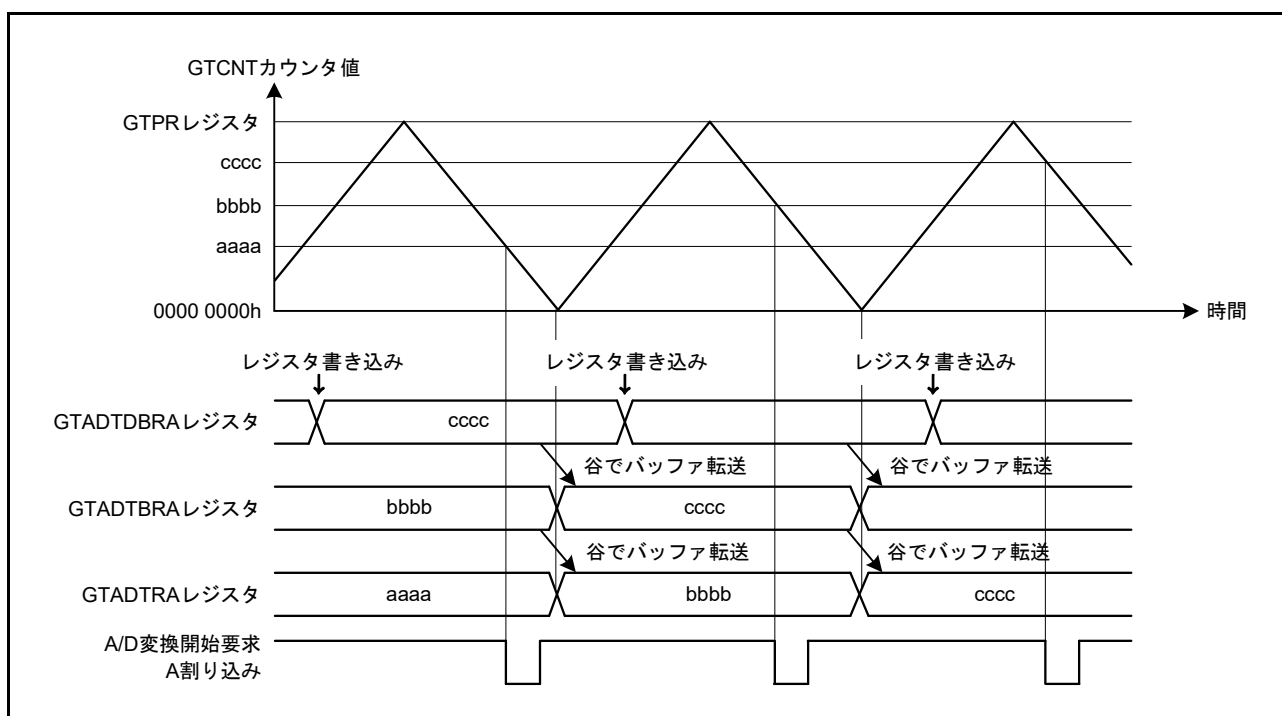 GTCNTカウンタ値
GTPRレジスタ
cccc
bbbb
aaaa
0000 0000h
時間
レジスタ書き込み
レジスタ書き込み
レジスタ書き込み
GTADTDBRAレジスタ
cccc
谷でバッファ転送
谷でバッファ転送
GTADTBRAレジスタ
bbbb
cccc
谷でバッファ転送
谷でバッファ転送
GTADTRAレジスタ
aaaa
bbbb
cccc
A/D変換開始要求
A割り込み